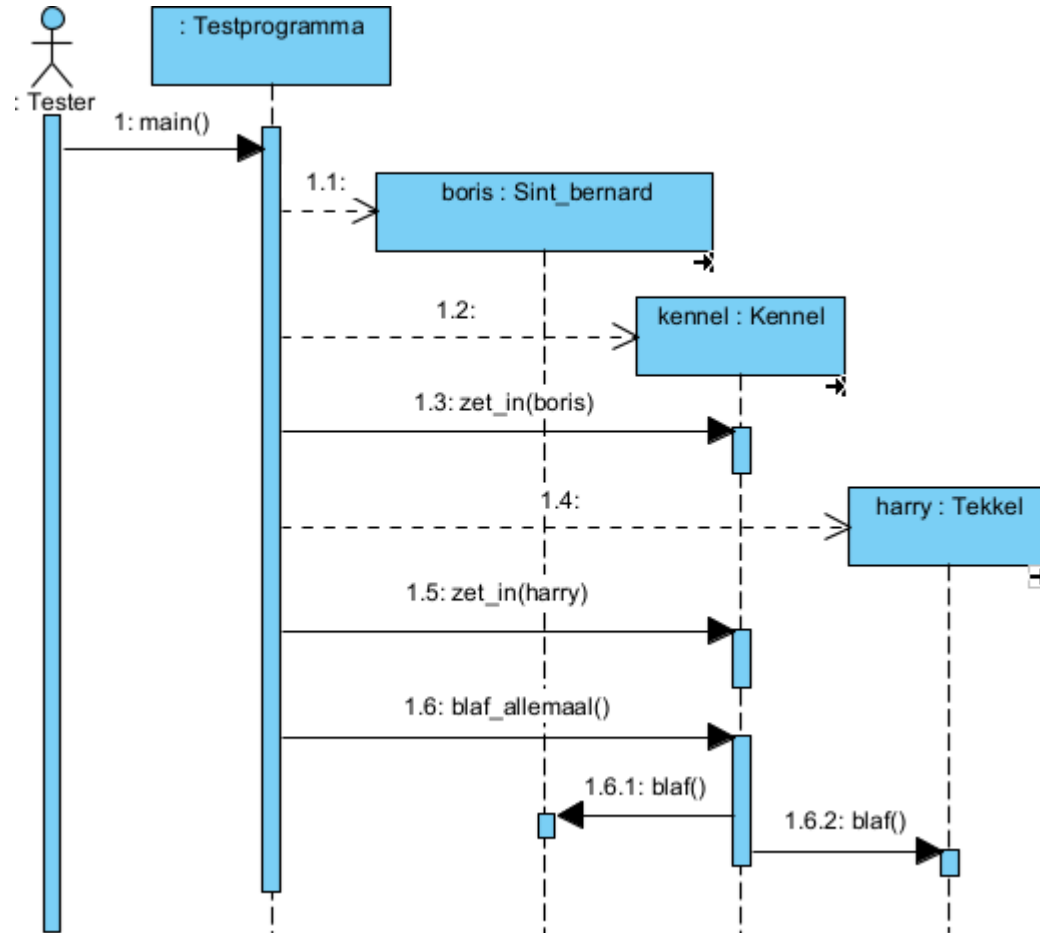 : Testprogramma
: Tester
1: main()
1.1:
boris : Sint_bernard
1.2:
kennel : Kennel
1.3: zet_in(boris)
1.4:
harry : Tekkel
1.5: zet_in(harry)
1.6: blaf_allemaal()
1.6.1: blaf()
1.6.2: blaf()